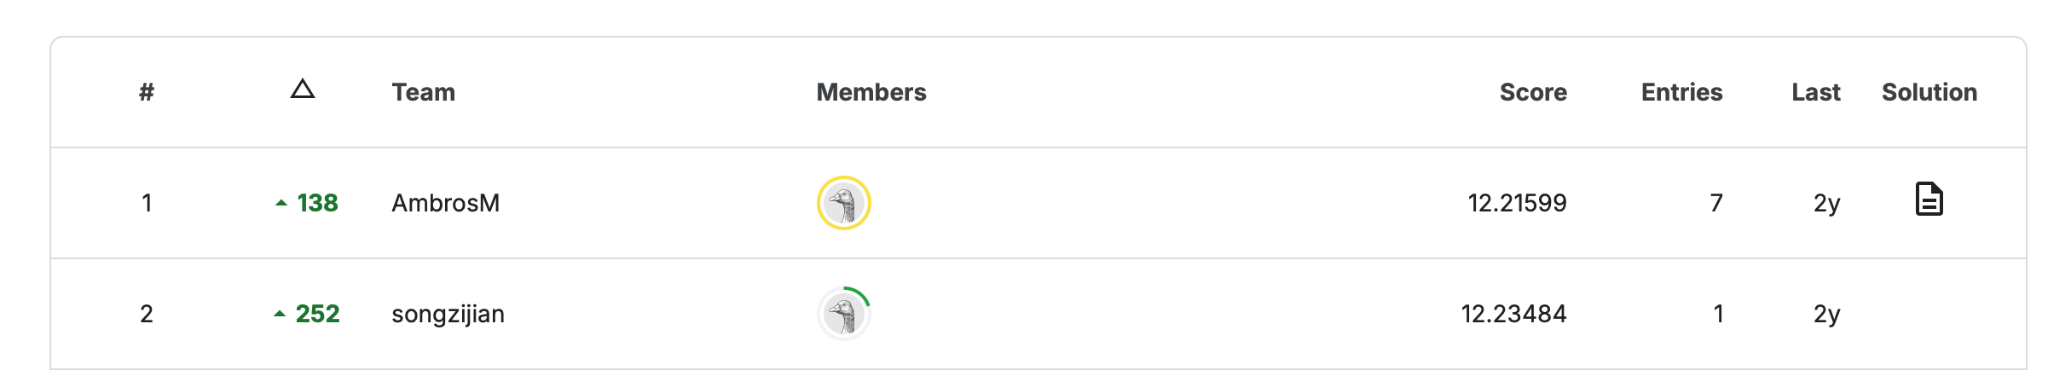 # △ Team Members Score Entries Last Solution
1 ▲ 138 AmbrosM 12.21599 7 2y
2 ▲ 252 songzijian 12.23484 1 2y